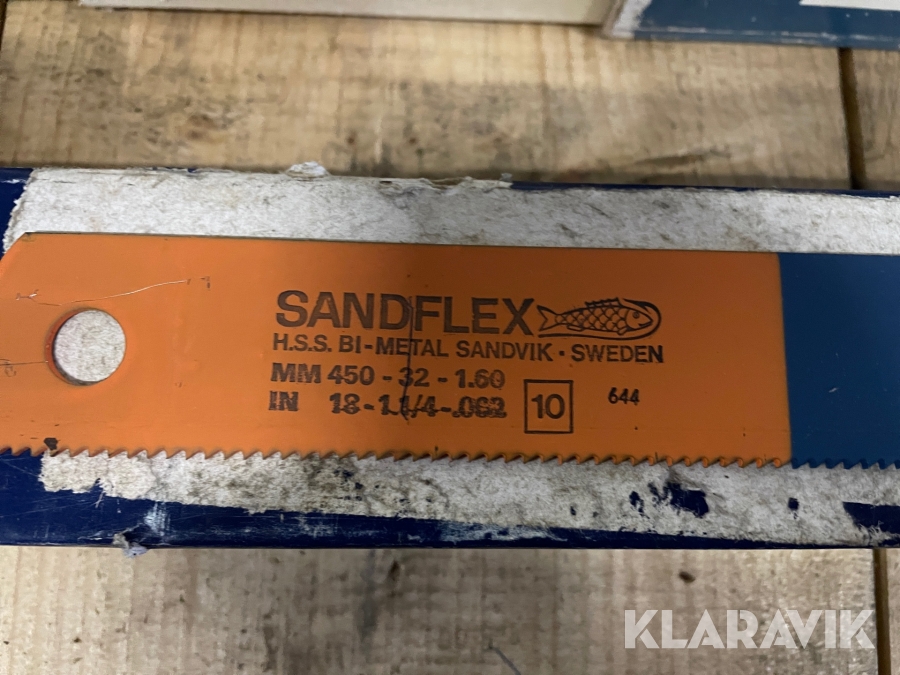 SANDFLEX
H.S.S. BI-METAL SANDVIK · SWEDEN
MM 450 - 32 - 1.60
IN 18 - 1.1/4 - .062
10
644
KLARAVIK